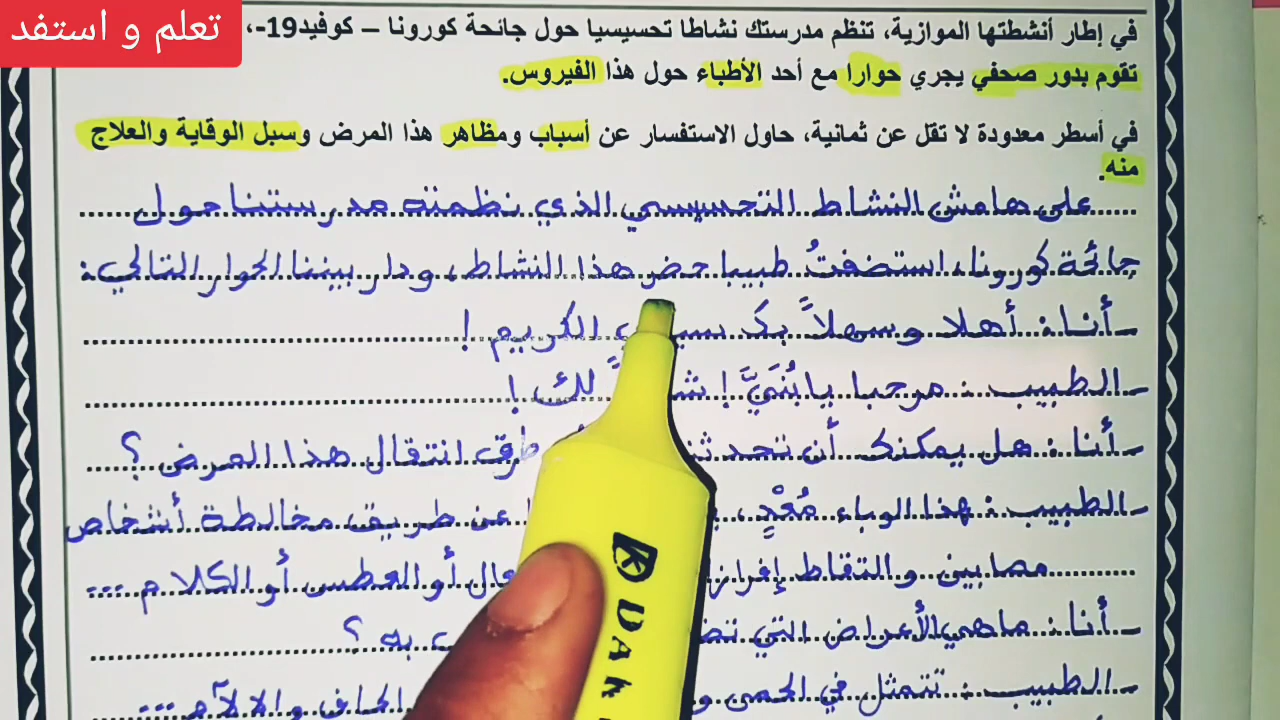 تعلم و استفد
في إطار أنشطتها الموازية، تنظم مدرستك نشاطا تحسيسيا حول جائحة كورونا – كوفيد19-،
تقوم بدور صحفي يجري حوارا مع أحد الأطباء حول هذا الفيروس.
في أسطر معدودة لا تقل عن ثمانية، حاول الاستفسار عن أسباب ومظاهر هذا المرض وسبل الوقاية والعلاج
منه.
على هامش النشاط التحسيسي الذي نظمته مدرستنا حول
جائحة كورونا، استضفتُ طبيبا حضر هذا النشاط، ودار بيننا الحوار التالي:
- أنا: أهلا وسهلاً بك الكريم!
- الطبيب: مرحبا يا بُنَيَّ! لك!
- أنا: هل يمكنك أن طرق انتقال هذا المرض؟
- الطبيب: هذا الوباء مُعْدٍ، عن طريق مخالطة أشخاص
مصابين والتقاط أو العطس أو الكلام...
- أنا: ماهي الأعراض التي به؟
- الطبيب: تتمثل في الحمى الجاف والآلام...